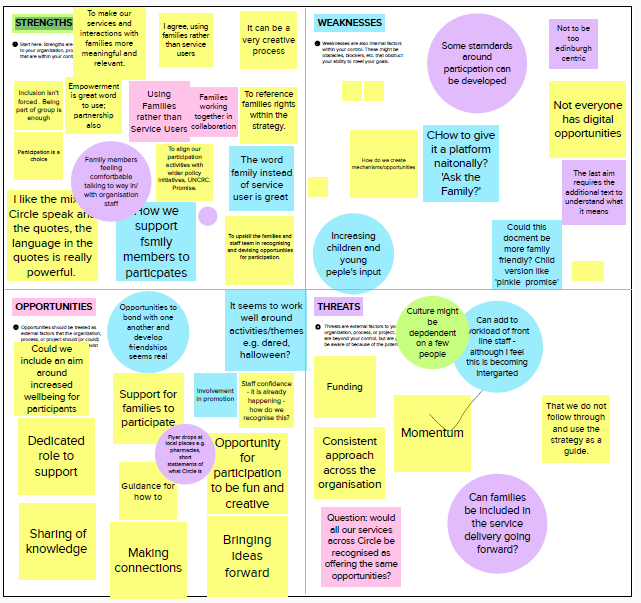 STRENGTHS
Start here. Strengths are
to your organization, proc
that are within your cont
To make our
services and
interactions with
families more
meaningful and
relevant.
I agree, using
families rather
than service
users
It can be a
very creative
process
Inclusion isn't
forced . Being
part of group is
enough
Empowerment
is great word
to use;
partnership
also
Using
Families
rather than
Service Users
Families
working
together in
collaboration
To reference
families rights
within the
strategy.
Participation is a
choice
Family members
feeling
comfortbable
talking to way in/
with organisation
staff
To align our
participation
activities with
wider policy
initiatives, UNCRC,
Promise.
The word
family instead
of service
user is great
I like the mix
Circle speak and
the quotes, the
language in the
quotes is really
powerful.
How we
support
fsmily
members to
particpates
To upskill the families and
staff team in recognising
and devising opportunities
for participation.
WEAKNESSES
Weaknesses are also internal factors
within your control. These might be
obstacles, blockers, etc. that obstruct
your ability to meet your goals.
Some starndards
around
particpation can
be developed
Not to be
too
edinburgh
centric
Not everyone
has digital
opportunities
How do we create
mechanisms/opportunities
CHow to give
it a platform
naitonally?
'Ask the
Family?'
The last aim
requires the
additional text to
understand what
it means
Increasing
children and
young
peple's input
Could this
docment be
more family
friendly? Child
version like
'pinkie promise'
OPPORTUNITIES
Opportunities should be treated as
external factors that the organization,
process, or project should (or could)
Could we
include an aim
around
increased
wellbeing for
participants
Opportunities to
bond with one
another and
develop
friendships
seems real
It seems to work
well around
activities/themes
e.g. dared,
halloween?
Support for
families to
participate
Involvement
in promotion
Staff confidence
- it is already
happening -
how do we
recognise this?
Dedicated
role to
support
Flyer drops at
local places e.g.
pharmacies,
short
statements of
what Circle is
Opportunity
for
participation
to be fun and
creative
Guidance for
how to
Sharing of
knowledge
Making
connections
Bringing
ideas
forward
THREATS
Threats are external factors to yo
organization, process, or project.
are beyond your control, but are g
be aware of because of the poten
Culture might
be
depdendent
on a few
people
Can add to
workload of front
line staff -
although I feel
this is becoming
intergarted
Funding
Momentum
That we do not
follow through
and use the
strategy as a
guide.
Consistent
approach
across the
organisation
Can families
be included in
the service
delivery going
forward?
Question: would
all our services
across Circle be
recognised as
offering the same
opportunities?